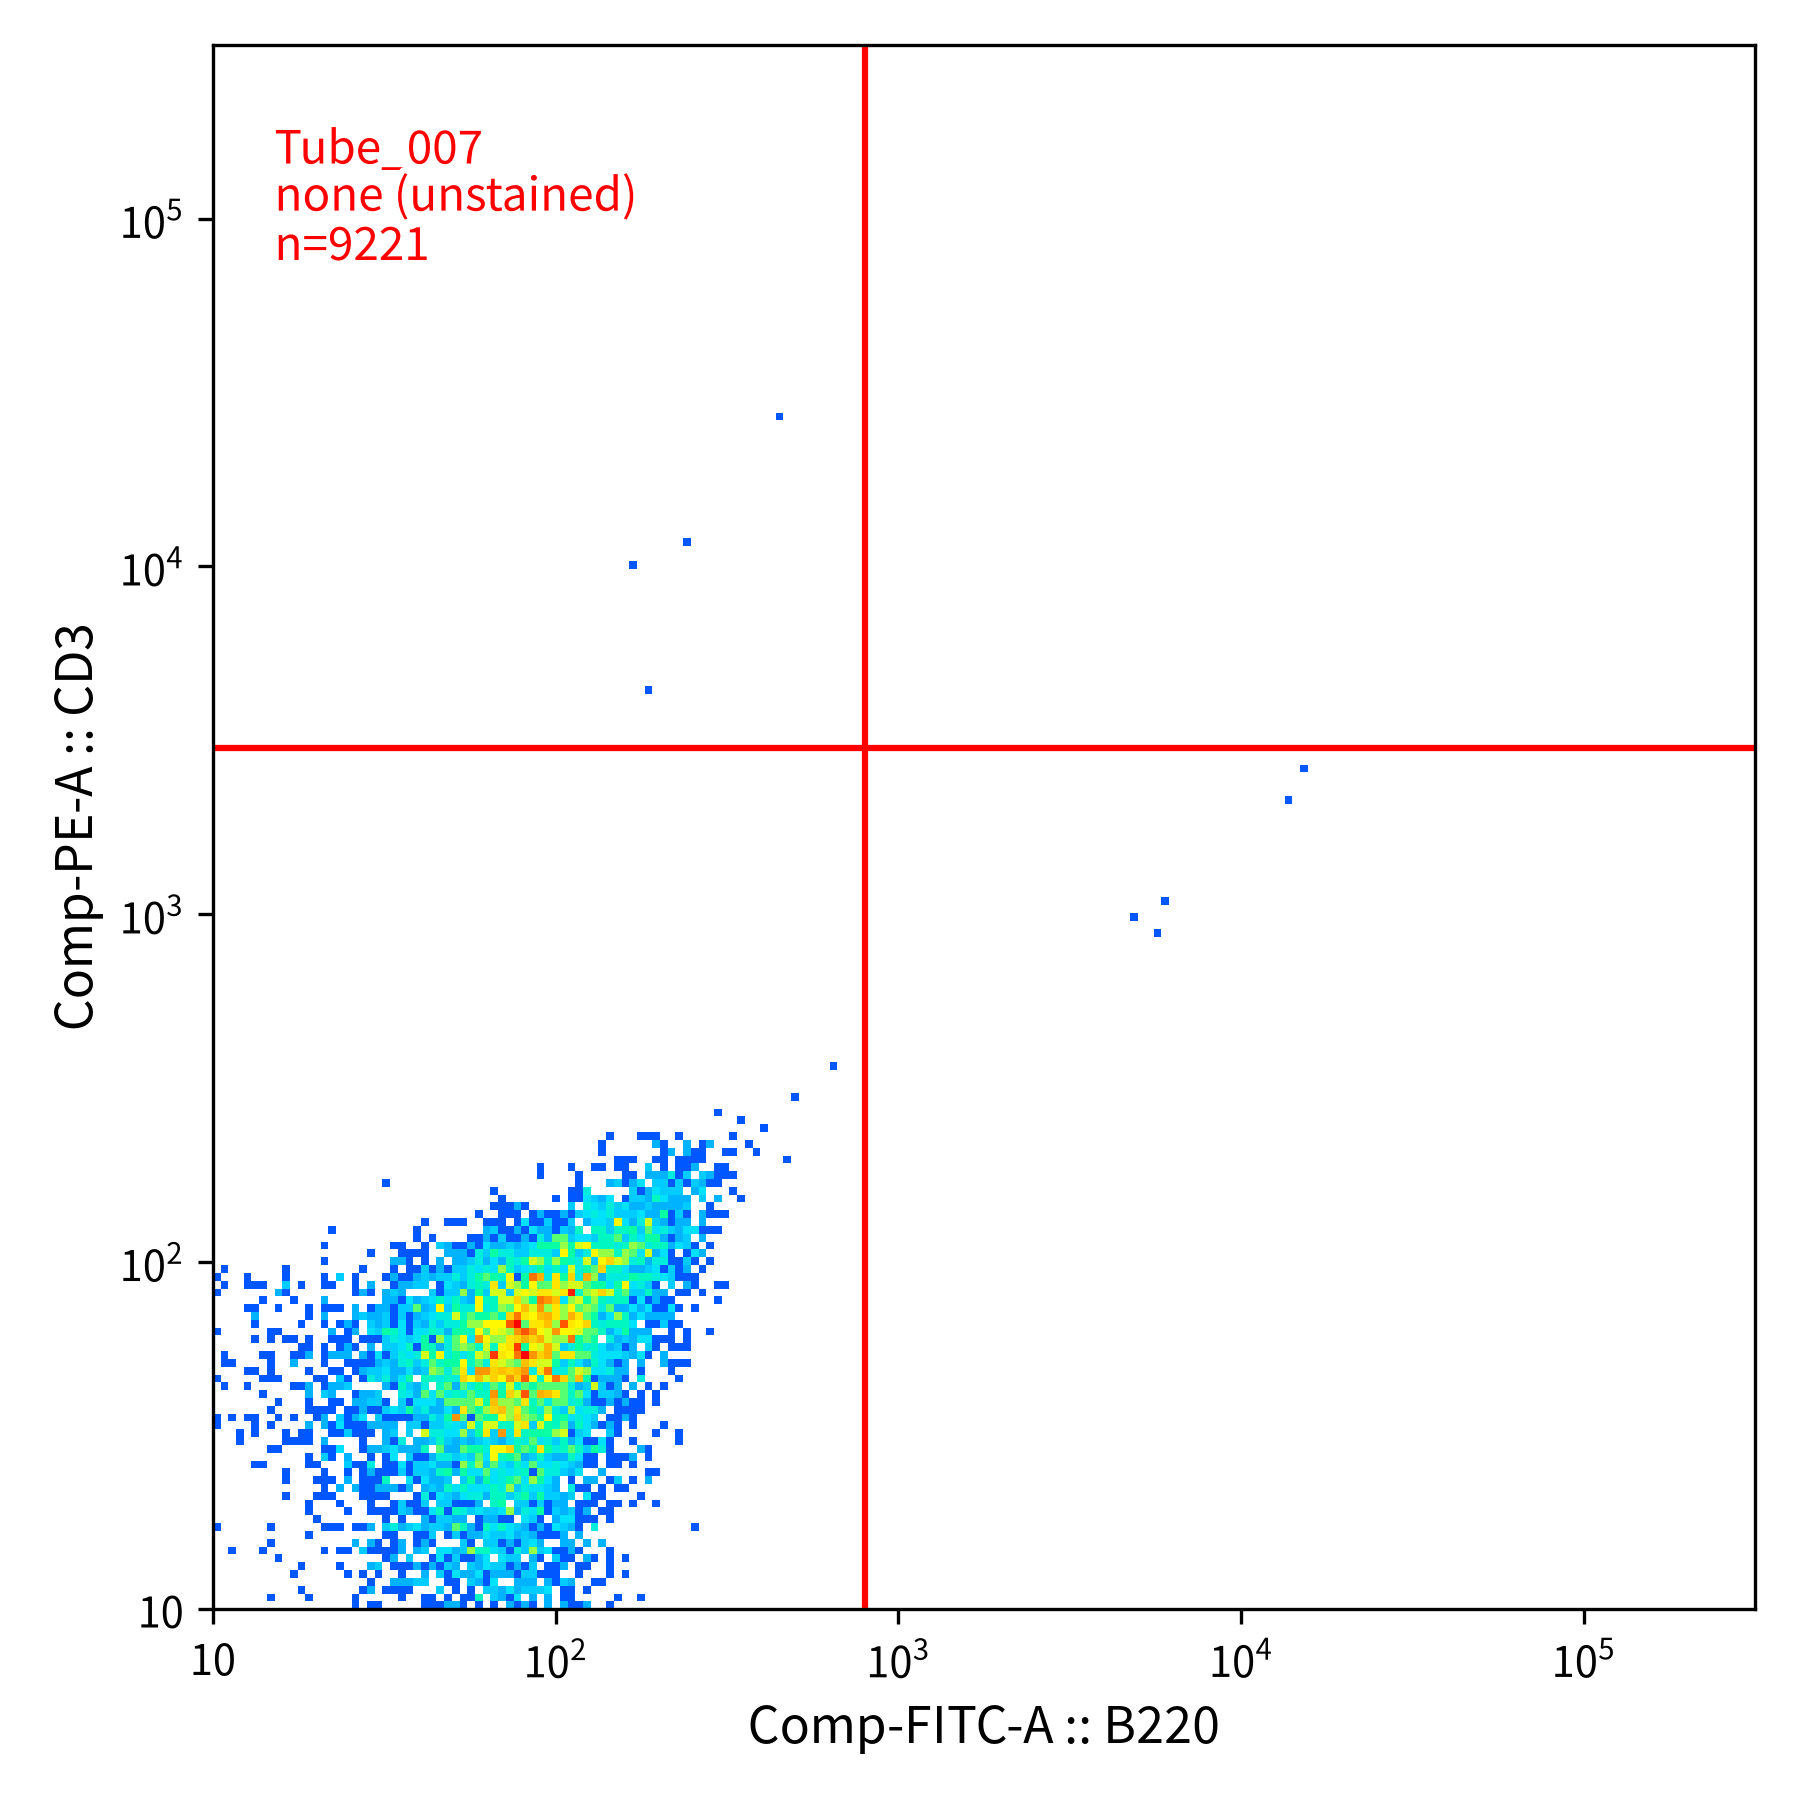 Tube_007
none (unstained)
n=9221
10⁵
10⁴
10³
10²
10
Comp-PE-A :: CD3
10
10²
10³
10⁴
10⁵
Comp-FITC-A :: B220